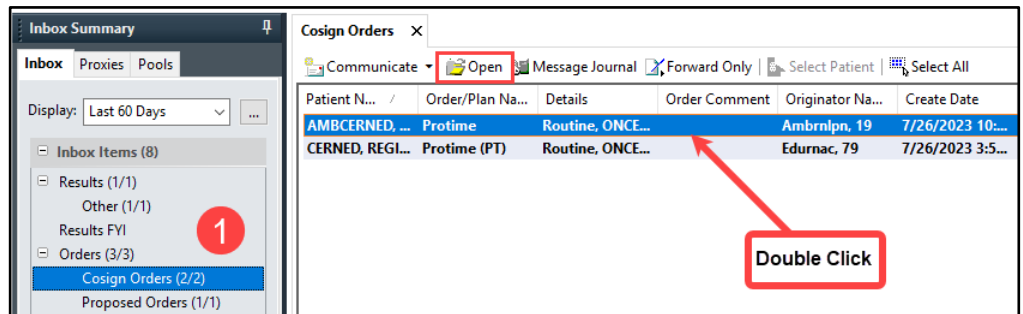 Inbox Summary
Inbox Proxies Pools
Display: Last 60 Days ...
Inbox Items (8)
Results (1/1)
Other (1/1)
Results FYI
1
Orders (3/3)
Cosign Orders (2/2)
Proposed Orders (1/1)
Cosign Orders X
Communicate Open Message Journal Forward Only Select Patient Select All
Patient N... Order/Plan Na... Details Order Comment Originator Na... Create Date
AMBCERNED, ... Protime Routine, ONCE... Ambrnlpn, 19 7/26/2023 10:...
CERNED, REGI... Protime (PT) Routine, ONCE... Edurnac, 79 7/26/2023 3:5...
Double Click